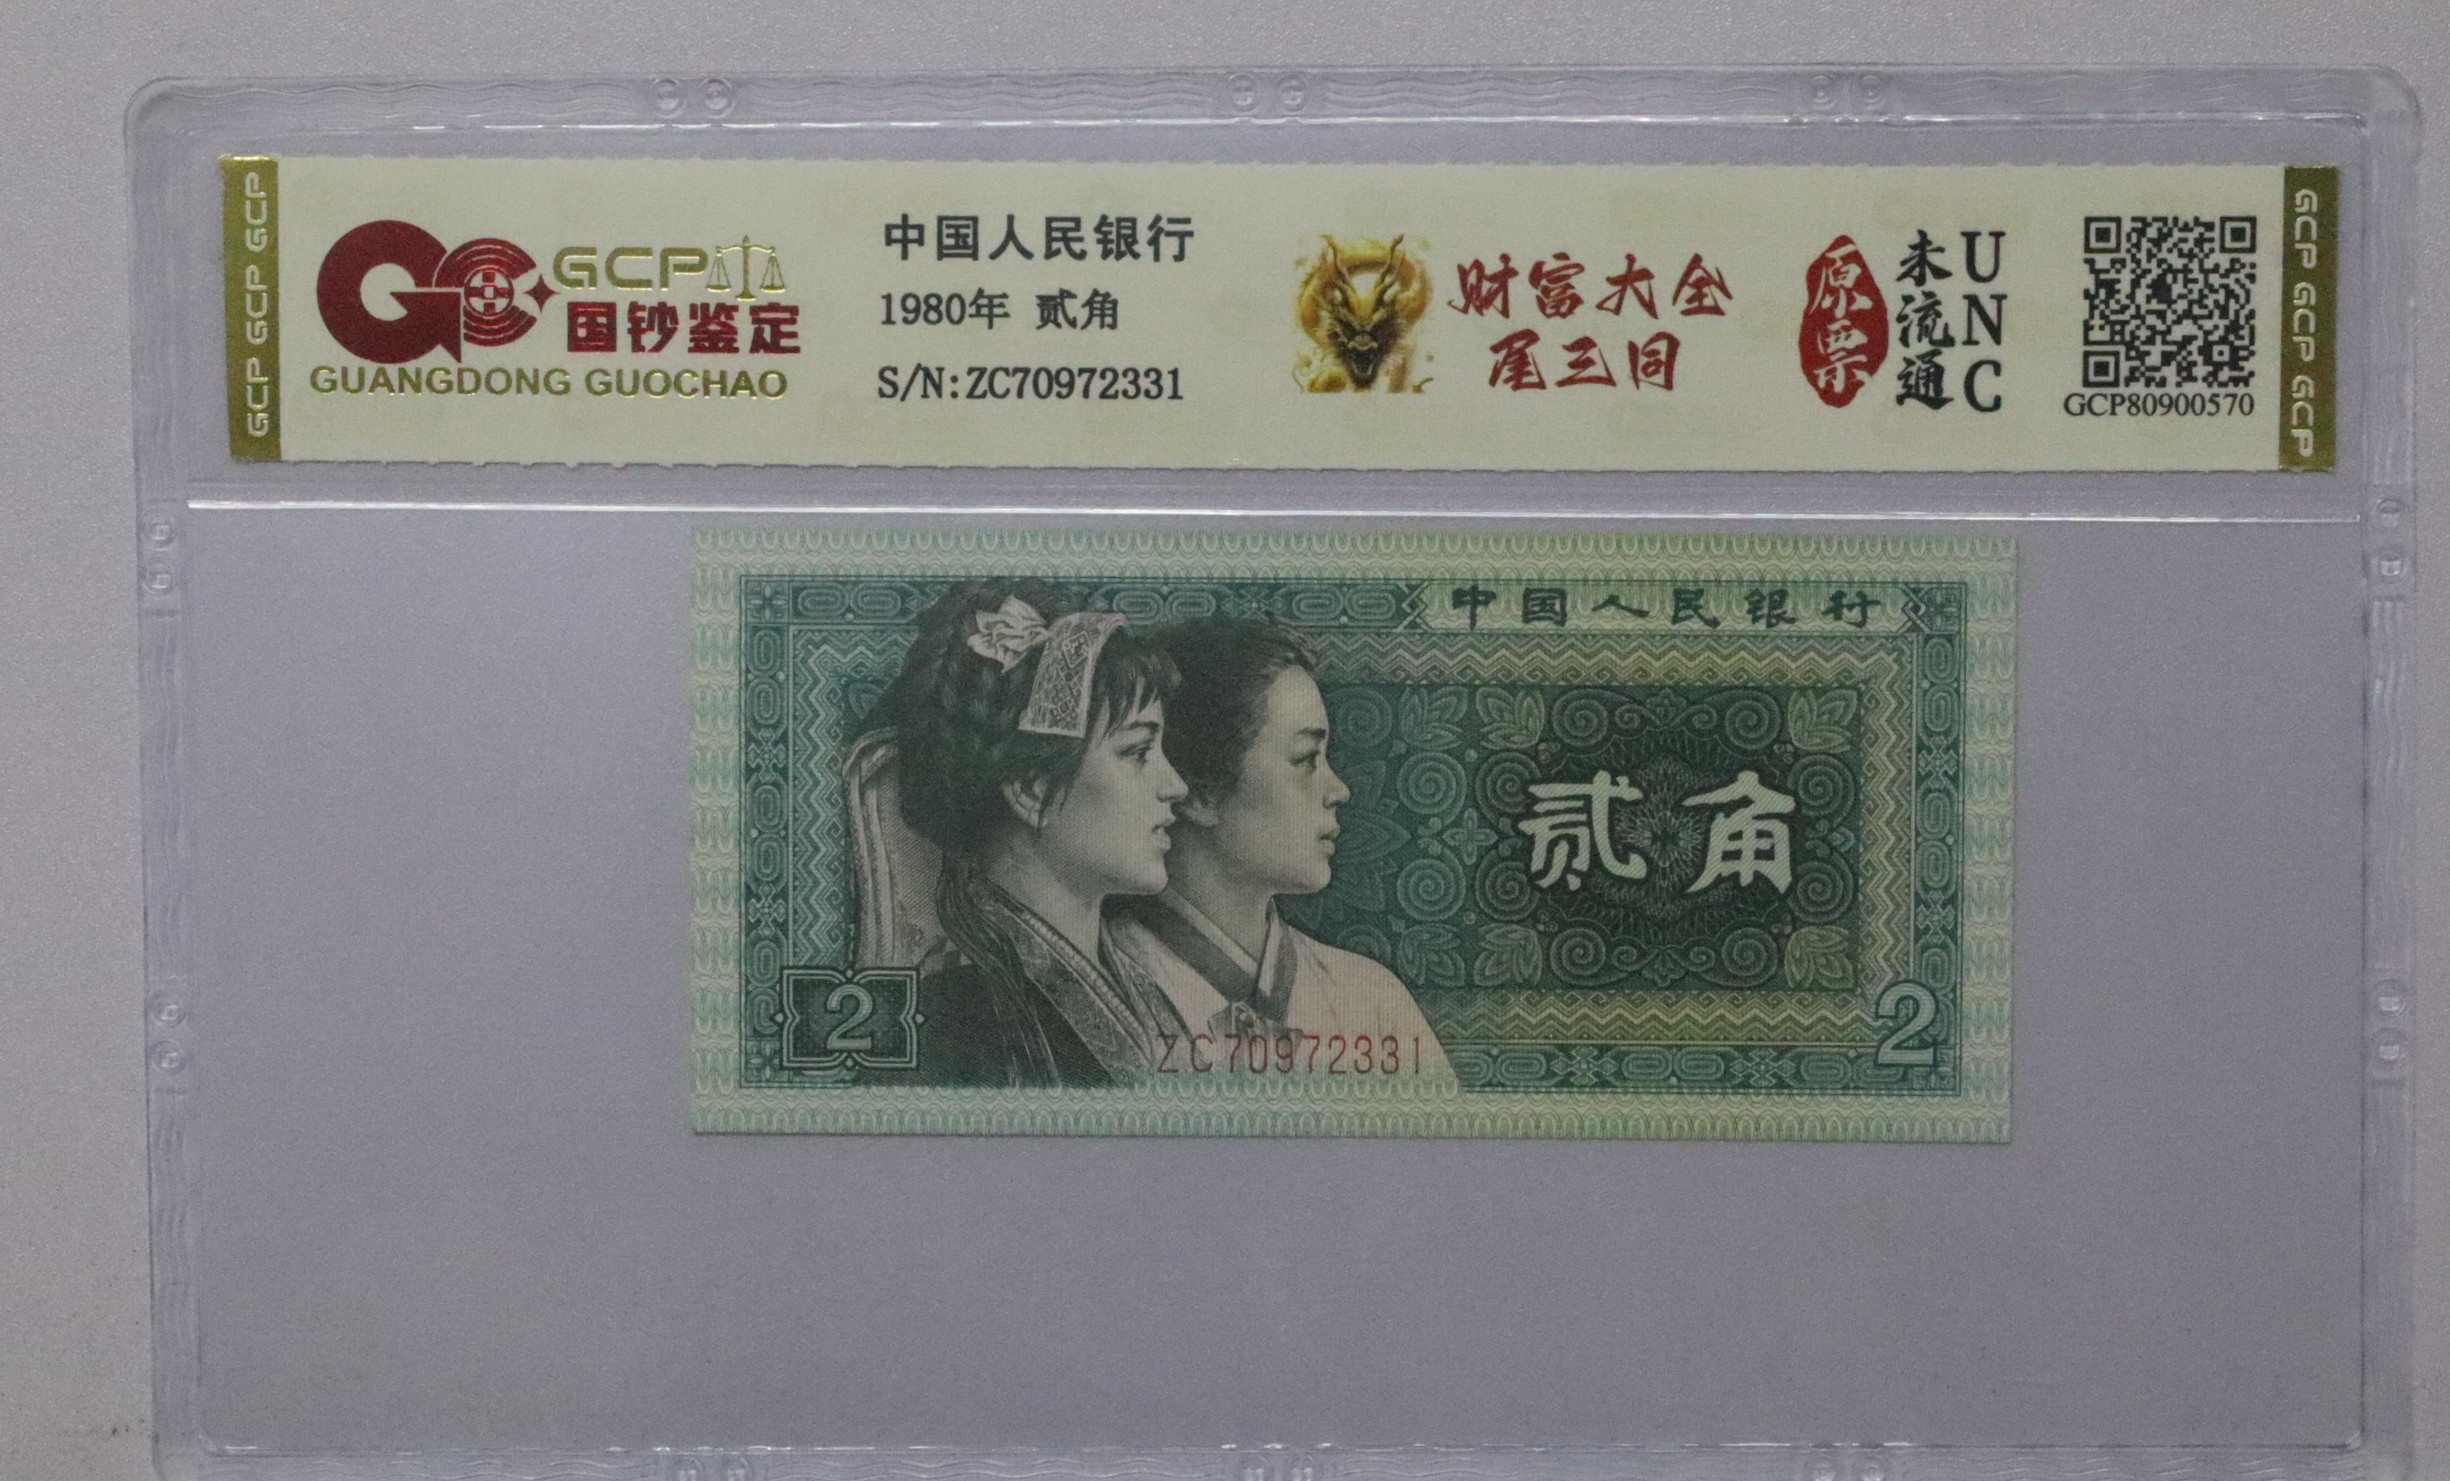 GCP GCP GCP
GCP
国钞鉴定
GUANGDONG GUOCHAO
中国人民银行
1980年 贰角
S/N:ZC70972331
财富大全
尾三同
原票
未流通
UNC
GCP80900570
GCP GCP GCP
中国人民银行
贰角
2
ZC70972331
2